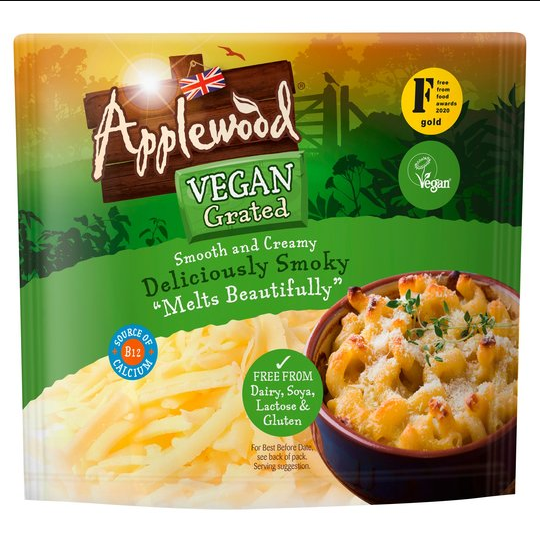 Applewood®
VEGAN
Grated
Smooth and Creamy
Deliciously Smoky
"Melts Beautifully"
F
free
from
food
awards
2020
gold
Vegan
SOURCE OF
B12
CALCIUM
✓
FREE FROM
Dairy, Soya,
Lactose &
Gluten
For Best Before Date,
see back of pack.
Serving suggestion.